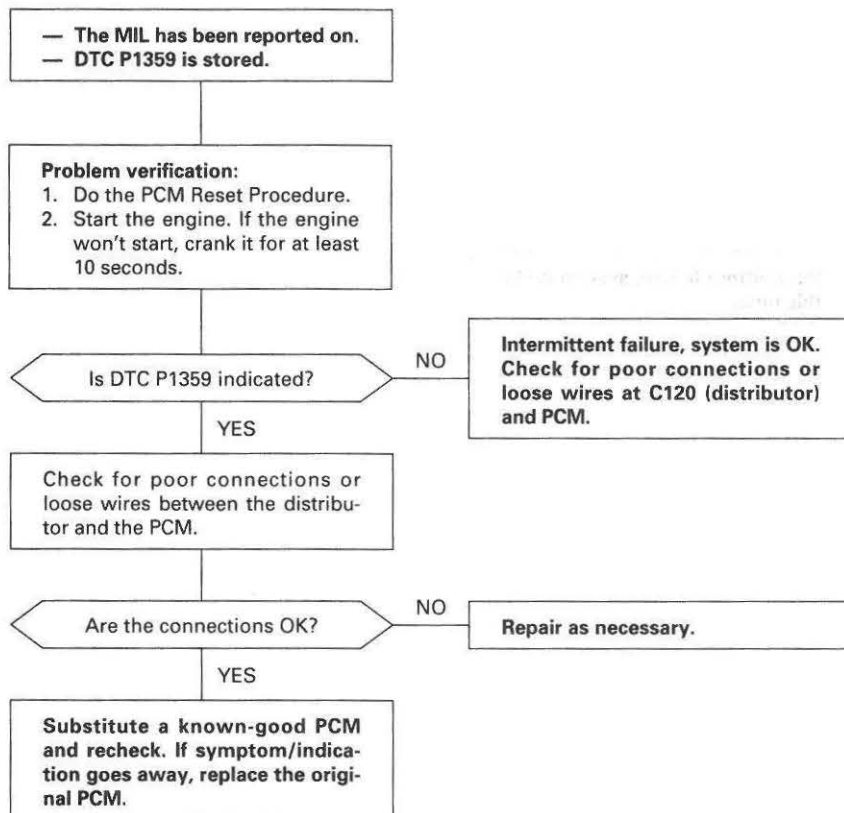 — The MIL has been reported on.
— DTC P1359 is stored.
Problem verification:
1. Do the PCM Reset Procedure.
2. Start the engine. If the engine
won't start, crank it for at least
10 seconds.
Is DTC P1359 indicated?
NO
Intermittent failure, system is OK.
Check for poor connections or
loose wires at C120 (distributor)
and PCM.
YES
Check for poor connections or
loose wires between the distribu-
tor and the PCM.
Are the connections OK?
NO
Repair as necessary.
YES
Substitute a known-good PCM
and recheck. If symptom/indica-
tion goes away, replace the origi-
nal PCM.